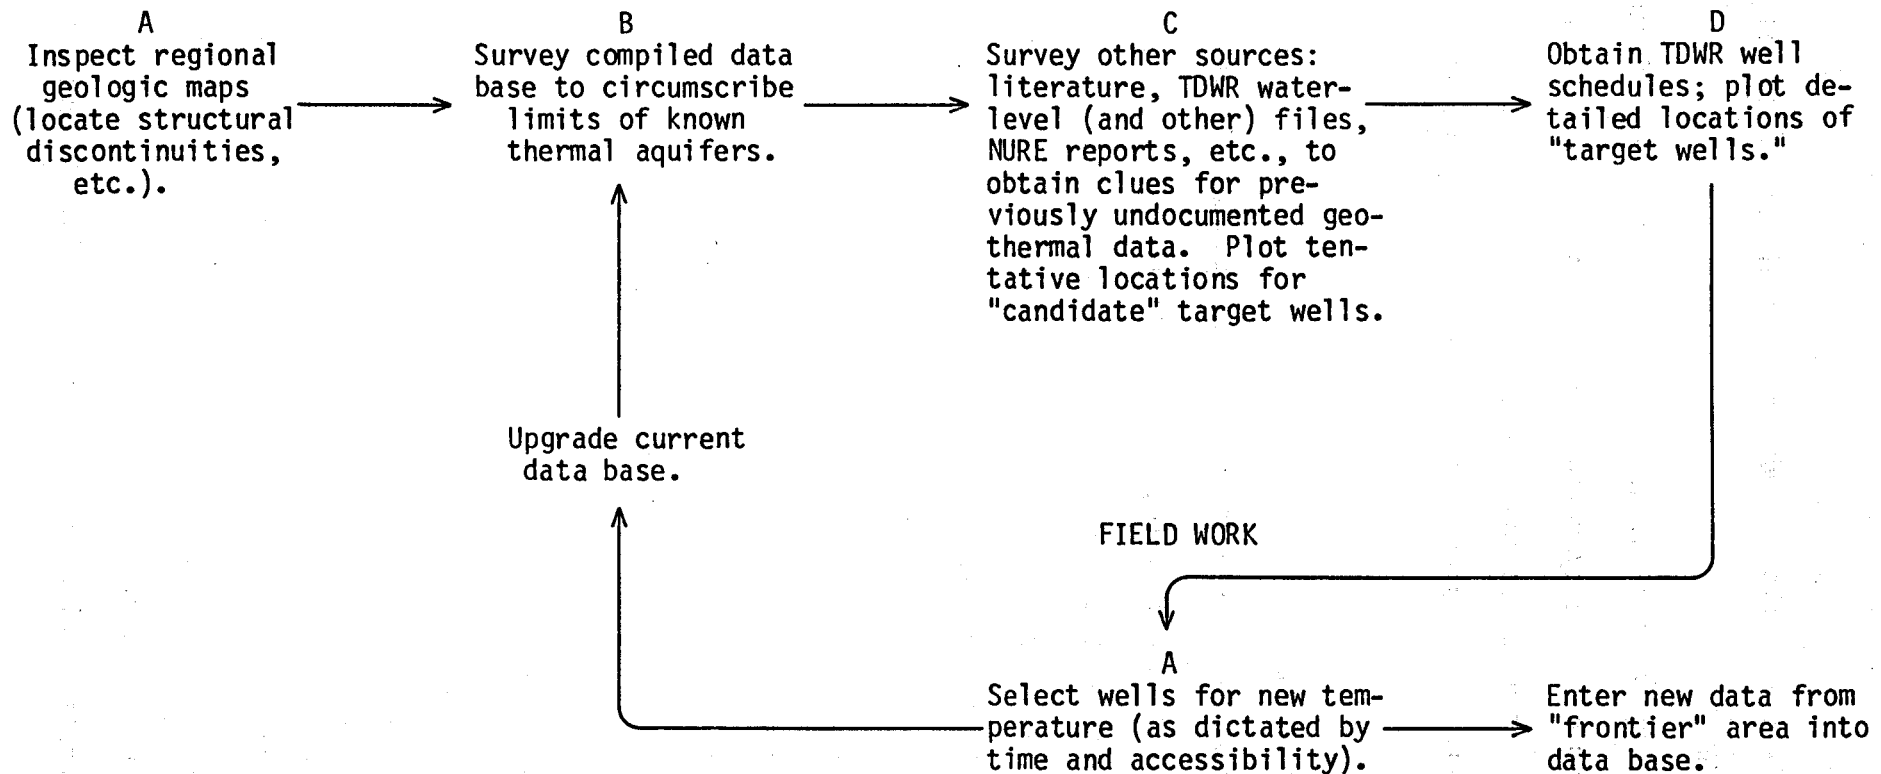 A
Inspect regional
geologic maps
(locate structural
discontinuities,
etc.).
B
Survey compiled data
base to circumscribe
limits of known
thermal aquifers.
C
Survey other sources:
literature, TDWR water-
level (and other) files,
NURE reports, etc., to
obtain clues for pre-
viously undocumented geo-
thermal data.  Plot ten-
tative locations for
"candidate" target wells.
D
Obtain TDWR well
schedules; plot de-
tailed locations of
"target wells."
Upgrade current
data base.
FIELD WORK
A
Select wells for new tem-
perature (as dictated by
time and accessibility).
Enter new data from
"frontier" area into
data base.